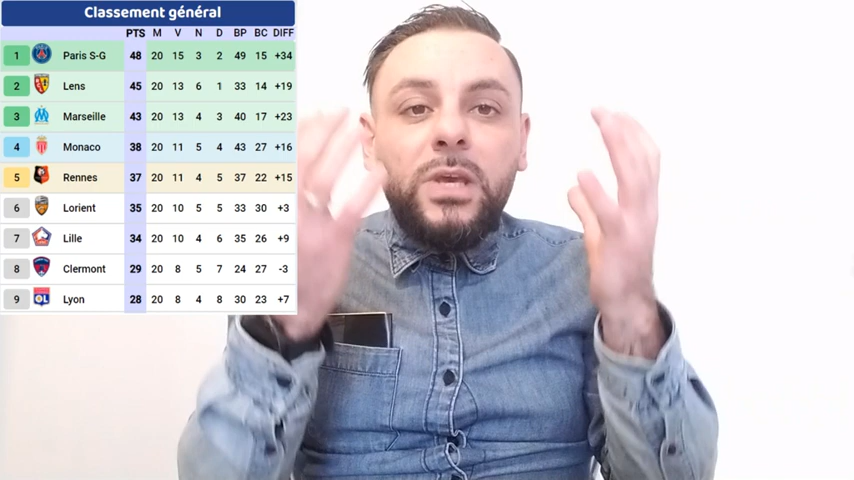 Classement général
PTS M V N D BP BC DIFF
1 Paris S-G 48 20 15 3 2 49 15 +34
2 Lens 45 20 13 6 1 33 14 +19
3 Marseille 43 20 13 4 3 40 17 +23
4 Monaco 38 20 11 5 4 43 27 +16
5 Rennes 37 20 11 4 5 37 22 +15
6 Lorient 35 20 10 5 5 33 30 +3
7 Lille 34 20 10 4 6 35 26 +9
8 Clermont 29 20 8 5 7 24 27 -3
9 Lyon 28 20 8 4 8 30 23 +7